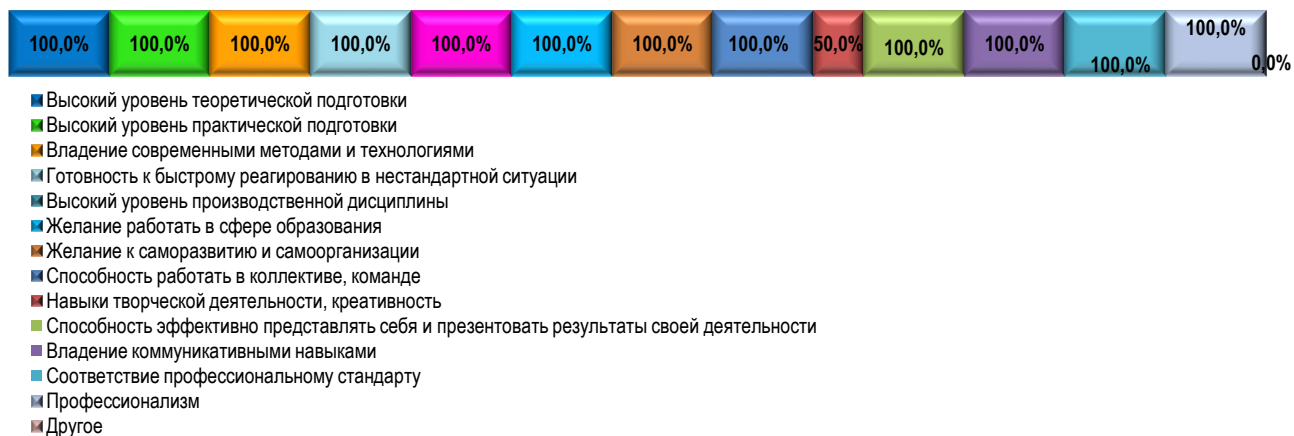 100,0% 100,0% 100,0% 100,0% 100,0% 100,0% 100,0% 100,0% 50,0% 100,0% 100,0% 100,0% 100,0% 0,0%
Высокий уровень теоретической подготовки
Высокий уровень практической подготовки
Владение современными методами и технологиями
Готовность к быстрому реагированию в нестандартной ситуации
Высокий уровень производственной дисциплины
Желание работать в сфере образования
Желание к саморазвитию и самоорганизации
Способность работать в коллективе, команде
Навыки творческой деятельности, креативность
Способность эффективно представлять себя и презентовать результаты своей деятельности
Владение коммуникативными навыками
Соответствие профессиональному стандарту
Профессионализм
Другое